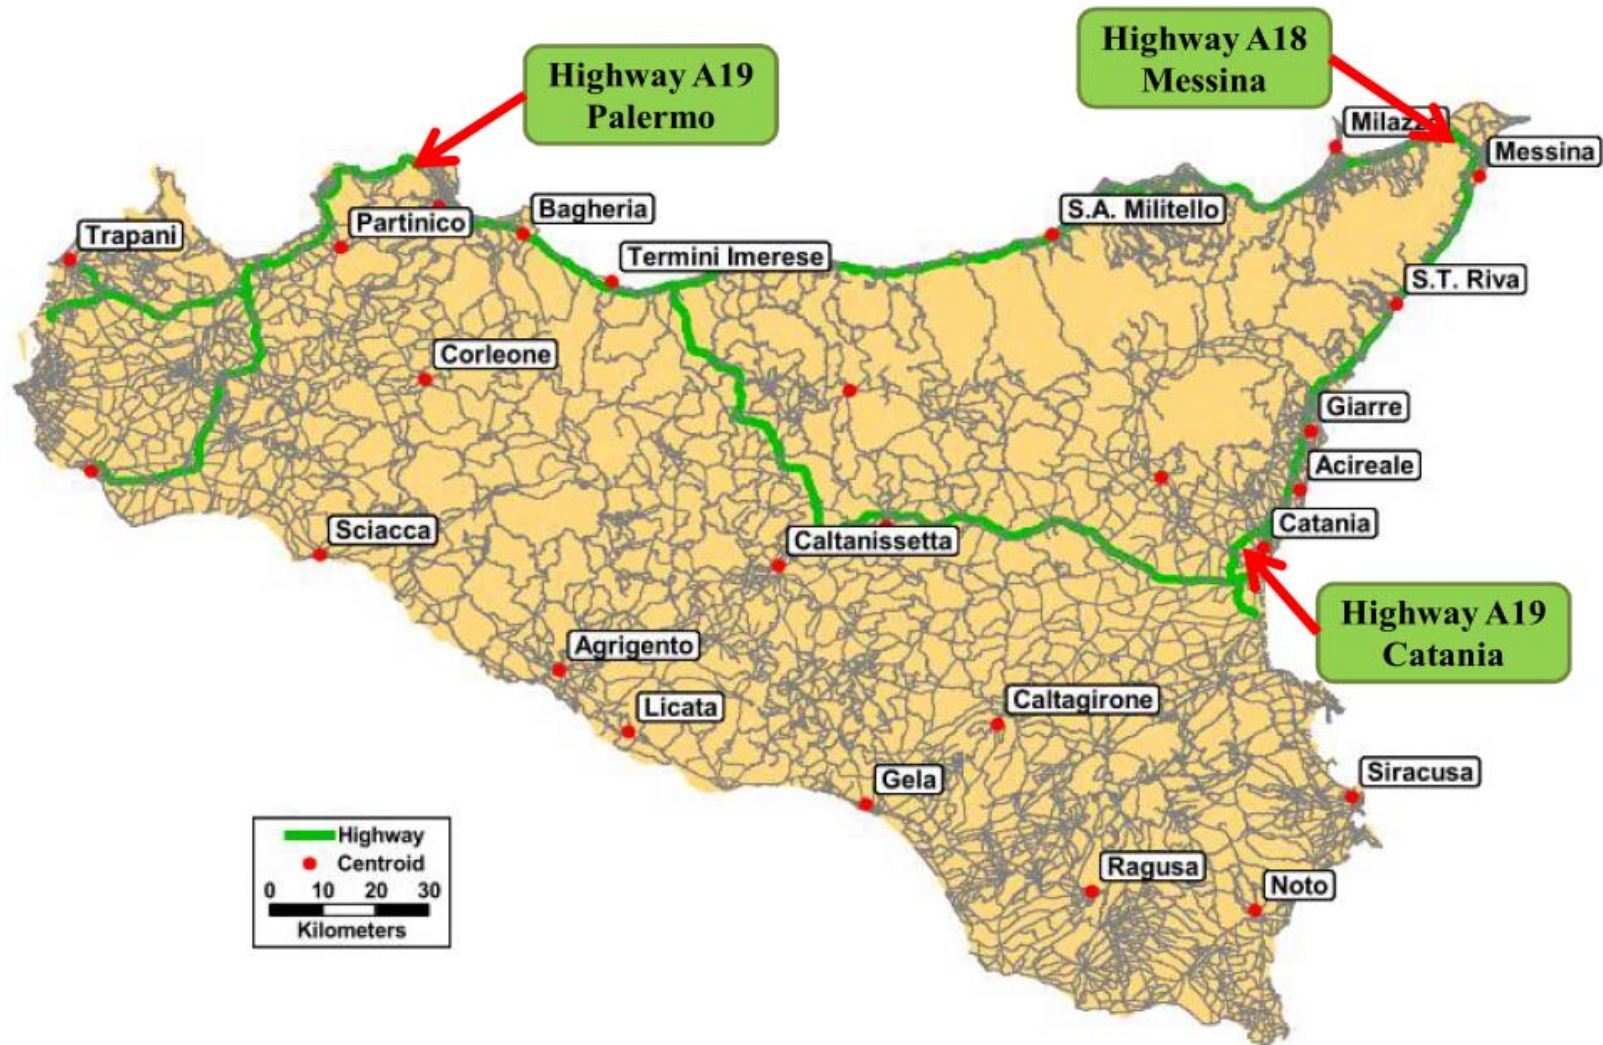 Highway A18
Messina
Highway A19
Palermo
Milazz
Messina
Bagheria
S.A. Militello
Partinico
Trapani
Termini Imerese
S.T. Riva
Corleone
Giarre
Acireale
Catania
Sciacca
Caltanissetta
Highway A19
Catania
Agrigento
Caltagirone
Licata
Siracusa
Gela
Highway
Centroid
0 10 20 30
Kilometers
Ragusa
Noto